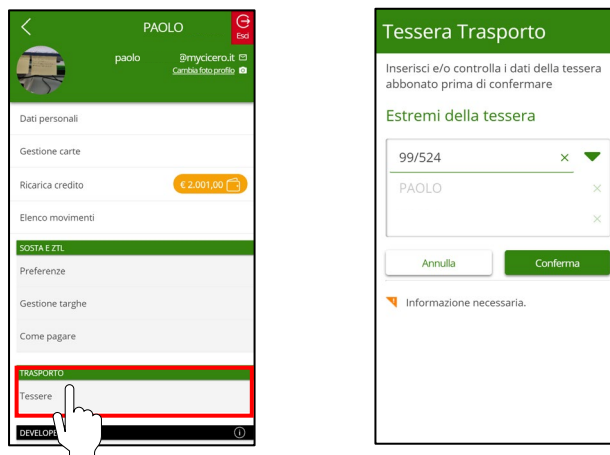 PAOLO
Esci
paolo @mycicero.it
Cambia foto profilo
Dati personali
Gestione carte
Ricarica credito € 2.001,00
Elenco movimenti
SOSTA E ZTL
Preferenze
Gestione targhe
Come pagare
TRASPORTO
Tessere
DEVELOPE
Tessera Trasporto
Inserisci e/o controlla i dati della tessera
abbonato prima di confermare
Estremi della tessera
99/524
PAOLO
Annulla Conferma
Informazione necessaria.